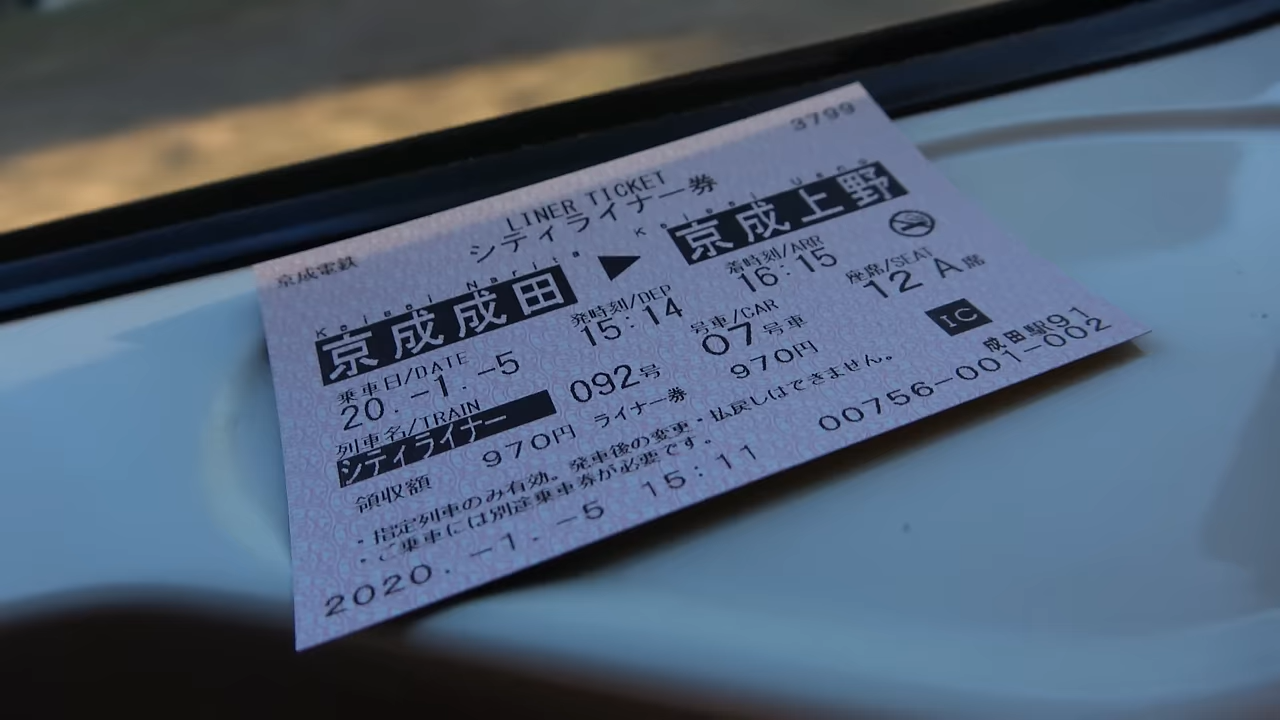 3799
LINER TICKET
京成電鉄 シティライナー券
Keisei Narita Keisei Ueno
京成成田 ▶ 京成上野
乗車日/DATE 発時刻/DEP 着時刻/ARR
20.-1.-5 15:14 16:15
列車名/TRAIN 号車/CAR 座席/SEAT
シティライナー 092号 07号車 12 A席
領収額 970円 ライナー券 970円 IC
・指定列車のみ有効。発車後の変更・払戻しはできません。
・ご乗車には別途乗車券が必要です。 成田駅91
2020.-1.-5 15:11 00756-001-002